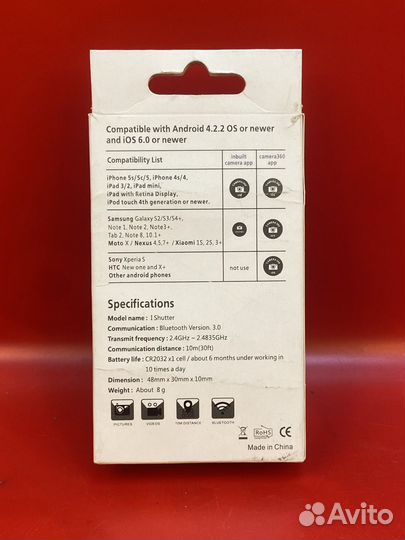 Compatible with Android 4.2.2 OS or newer
and iOS 6.0 or newer
Compatibility List
inbuilt
camera app
camera360
app
iPhone 5s/5c/5, iPhone 4s/4,
iPad 3/2, iPad mini,
iPad with Retina Display,
iPod touch 4th generation or newer.
Samsung Galaxy S2/S3/S4+,
Note 1, Note 2, Note3+.
Tab 2, Note 8, 10.1+
Moto X / Nexus 4,5,7+ / Xiaomi 1S, 2S, 3+
Sony Xperia S
HTC New one and X+
Other android phones
not use
Specifications
Model name : I Shutter
Communication : Bluetooth Version. 3.0
Transmit frequency : 2.4GHz ~ 2.4835GHz
Communication distance : 10m(30ft)
Battery life : CR2032 x1 cell / about 6 months under working in
10 times a day
Dimension : 48mm x 30mm x 10mm
Weight : About 8 g
PICTURES
VIDEOS
10M DISTANCE
BLUETOOTH
RoHS
CE
Made in China
Avito